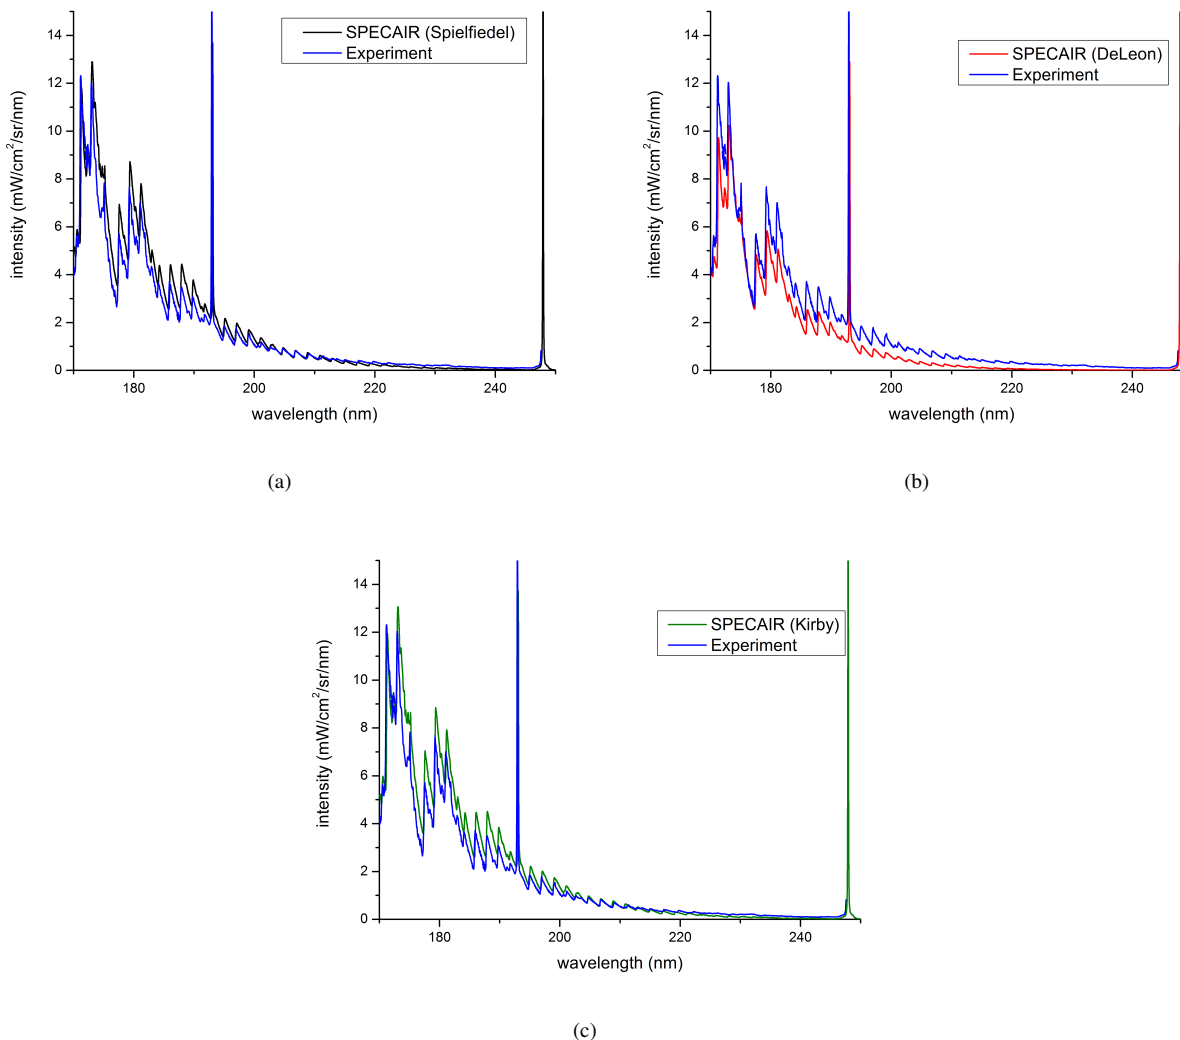 SPECAIR (Spielfiedel)
Experiment
14
12
10
8
6
4
2
0
intensity (mW/cm²/sr/nm)
180 200 220 240
wavelength (nm)
(a)
SPECAIR (DeLeon)
Experiment
14
12
10
8
6
4
2
0
intensity (mW/cm²/sr/nm)
180 200 220 240
wavelength (nm)
(b)
SPECAIR (Kirby)
Experiment
14
12
10
8
6
4
2
0
intensity (mW/cm²/sr/nm)
180 200 220 240
wavelength (nm)
(c)